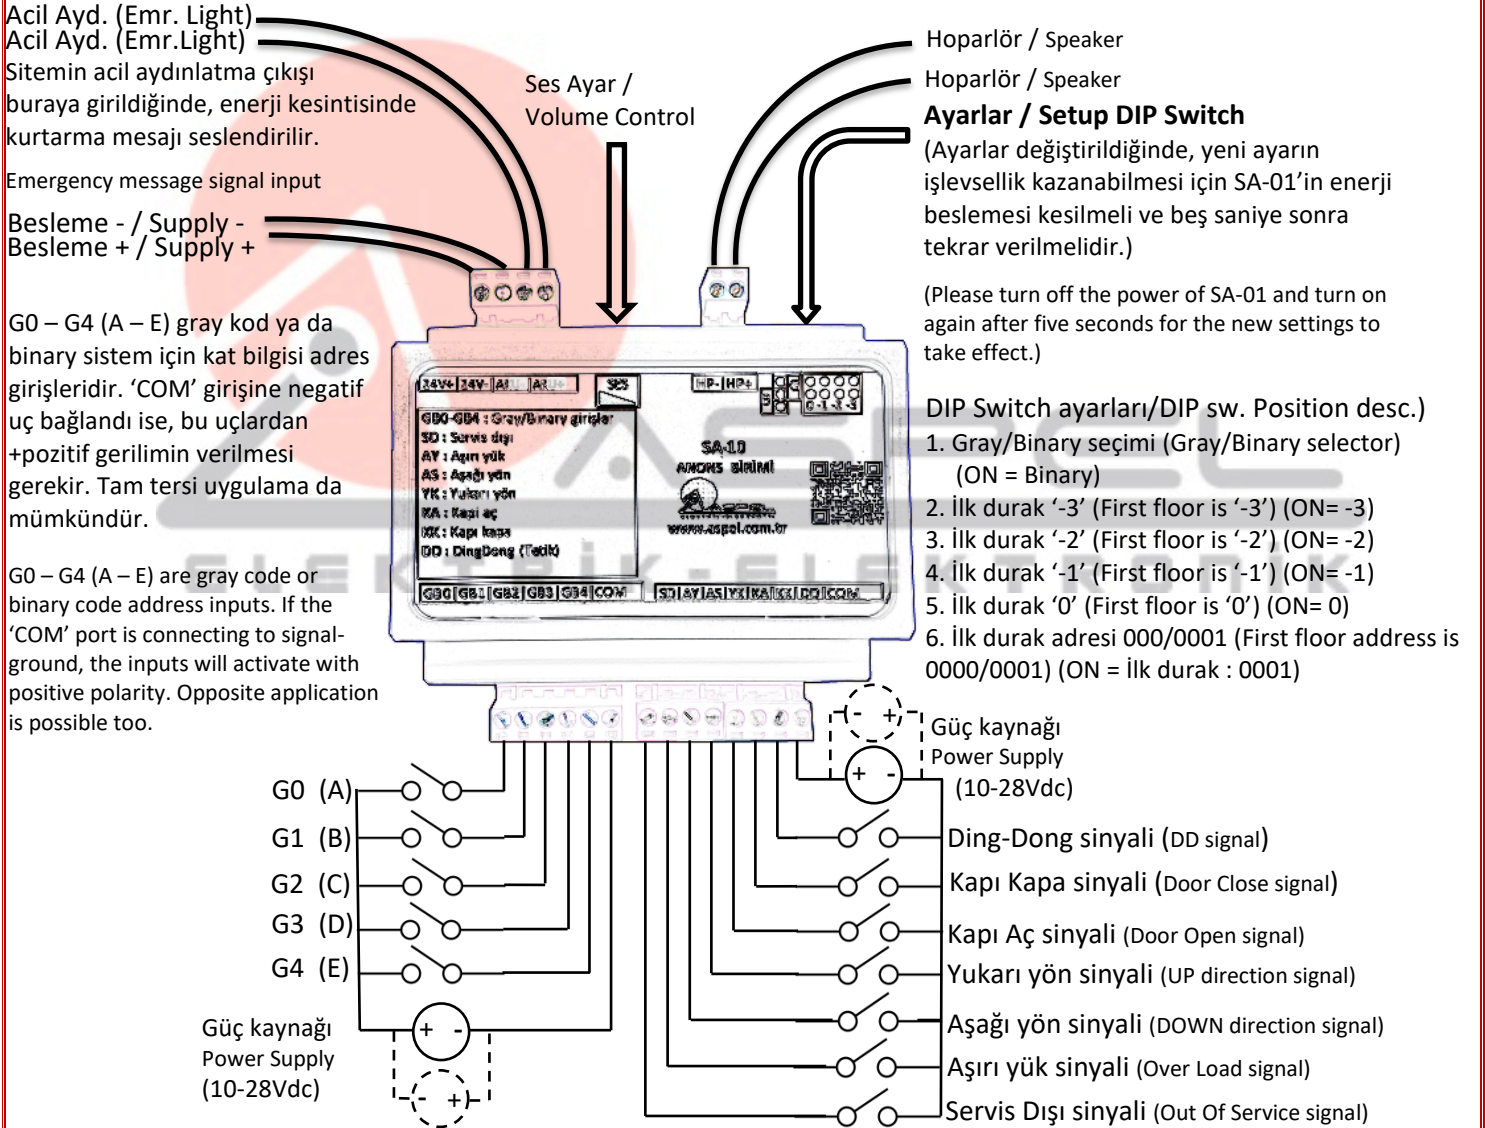 Acil Ayd. (Emr. Light)
Acil Ayd. (Emr.Light)
Sitemin acil aydınlatma çıkışı
buraya girildiğinde, enerji kesintisinde
kurtarma mesajı seslendirilir.
Emergency message signal input
Besleme - / Supply -
Besleme + / Supply +
G0 – G4 (A – E) gray kod ya da
binary sistem için kat bilgisi adres
girişleridir. ‘COM’ girişine negatif
uç bağlandı ise, bu uçlardan
+pozitif gerilimin verilmesi
gerekir. Tam tersi uygulama da
mümkündür.
G0 – G4 (A – E) are gray code or
binary code address inputs. If the
‘COM’ port is connecting to signal-
ground, the inputs will activate with
positive polarity. Opposite application
is possible too.
Ses Ayar /
Volume Control
Hoparlör / Speaker
Hoparlör / Speaker
Ayarlar / Setup DIP Switch
(Ayarlar değiştirildiğinde, yeni ayarın
işlevsellik kazanabilmesi için SA-01’in enerji
beslemesi kesilmeli ve beş saniye sonra
tekrar verilmelidir.)
(Please turn off the power of SA-01 and turn on
again after five seconds for the new settings to
take effect.)
DIP Switch ayarları/DIP sw. Position desc.)
1. Gray/Binary seçimi (Gray/Binary selector)
(ON = Binary)
2. İlk durak ‘-3’ (First floor is ‘-3’) (ON= -3)
3. İlk durak ‘-2’ (First floor is ‘-2’) (ON= -2)
4. İlk durak ‘-1’ (First floor is ‘-1’) (ON= -1)
5. İlk durak ‘0’ (First floor is ‘0’) (ON= 0)
6. İlk durak adresi 000/0001 (First floor address is
0000/0001) (ON = İlk durak : 0001)
24V+ 24V-
SES
HP- HP+
0 -1 -2 -3
GB0-GB4 : Gray/Binary girişler
SD : Servis dışı
AY : Aşırı yük
AS : Aşağı yön
YK : Yukarı yön
KA : Kapı aç
KK : Kapı kapa
DD : DingDong (Tetik)
SA-10
ANONS BİRİMİ
www.aspel.com.tr
GB0 GB1 GB2 GB3 GB4 COM
SD AY AS YK KA KK DD COM
ASPEL
ELEKTRİK - ELEKTRONİK
G0 (A)
G1 (B)
G2 (C)
G3 (D)
G4 (E)
Güç kaynağı
Power Supply
(10-28Vdc)
+ -
- +
- +
+ -
Güç kaynağı
Power Supply
(10-28Vdc)
Ding-Dong sinyali (DD signal)
Kapı Kapa sinyali (Door Close signal)
Kapı Aç sinyali (Door Open signal)
Yukarı yön sinyali (UP direction signal)
Aşağı yön sinyali (DOWN direction signal)
Aşırı yük sinyali (Over Load signal)
Servis Dışı sinyali (Out Of Service signal)